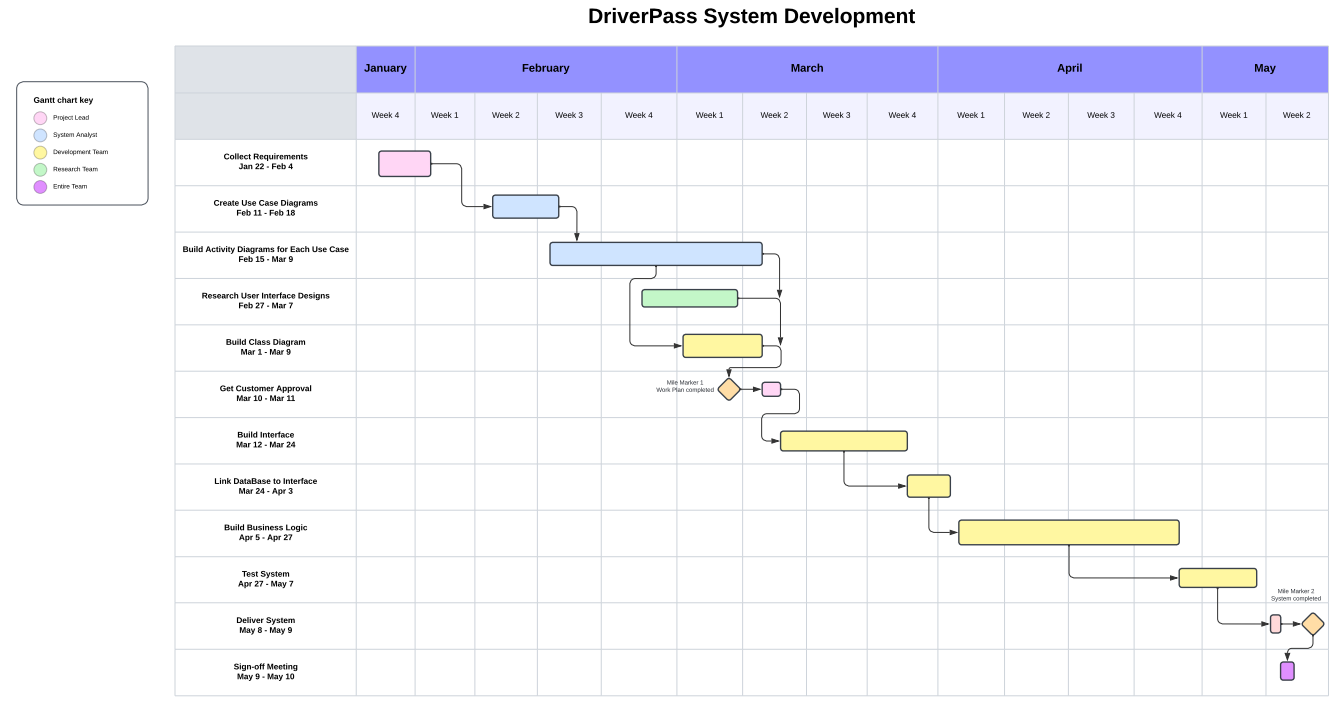 DriverPass System Development
January
February
March
April
May
Week 4
Week 1
Week 2
Week 3
Week 4
Week 1
Week 2
Week 3
Week 4
Week 1
Week 2
Week 3
Week 4
Week 1
Week 2
Gantt chart key
Project Lead
System Analyst
Development Team
Research Team
Entire Team
Collect Requirements
Jan 22 - Feb 4
Create Use Case Diagrams
Feb 11 - Feb 18
Build Activity Diagrams for Each Use Case
Feb 15 - Mar 9
Research User Interface Designs
Feb 27 - Mar 7
Build Class Diagram
Mar 1 - Mar 9
Get Customer Approval
Mar 10 - Mar 11
Mile Marker 1
Work Plan completed
Build Interface
Mar 12 - Mar 24
Link DataBase to Interface
Mar 24 - Apr 3
Build Business Logic
Apr 5 - Apr 27
Test System
Apr 27 - May 7
Mile Marker 2
System completed
Deliver System
May 8 - May 9
Sign-off Meeting
May 9 - May 10